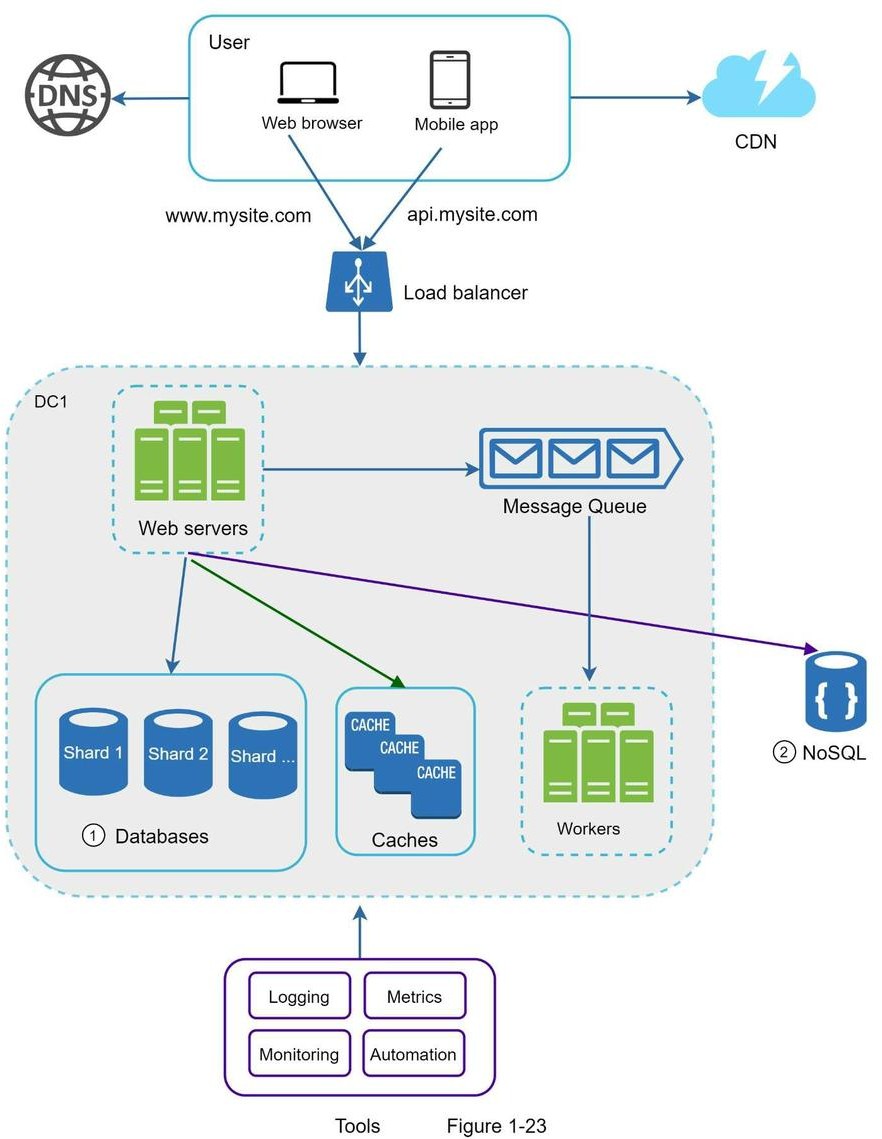 User
DNS
Web browser
Mobile app
CDN
www.mysite.com
api.mysite.com
Load balancer
DC1
Web servers
Message Queue
Shard 1
Shard 2
Shard ...
1 Databases
CACHE
CACHE
CACHE
Caches
Workers
{ }
2 NoSQL
Logging
Metrics
Monitoring
Automation
Tools
Figure 1-23